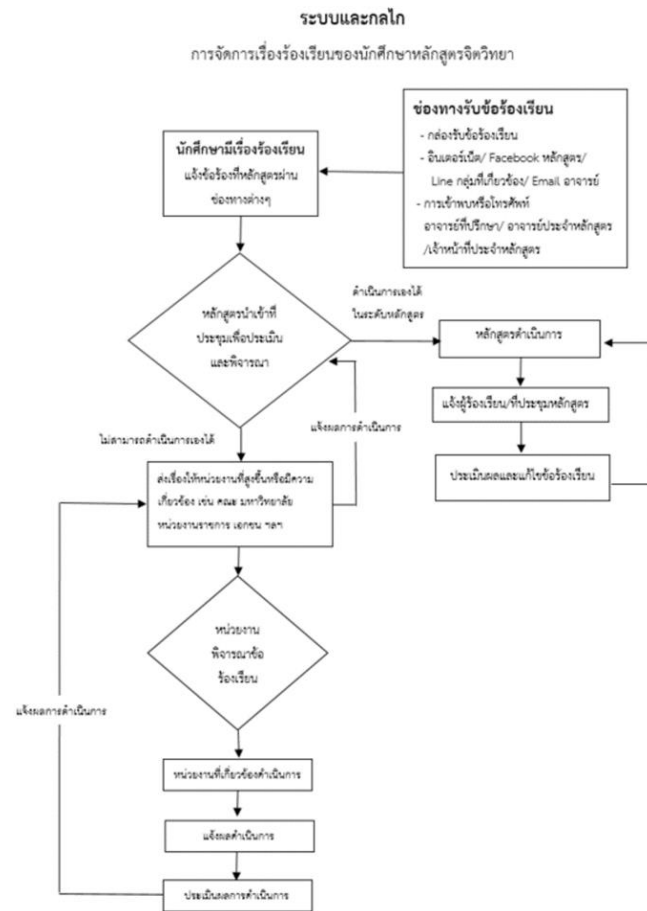 ระบบและกลไก
การจัดการเรื่องร้องเรียนของนักศึกษาหลักสูตรจิตวิทยา
ช่องทางรับข้อร้องเรียน
- กล่องรับข้อร้องเรียน
- อินเตอร์เน็ต/ Facebook หลักสูตร/
Line กลุ่มที่เกี่ยวข้อง/ Email อาจารย์
- การเข้าพบหรือโทรศัพท์
อาจารย์ที่ปรึกษา/ อาจารย์ประจำหลักสูตร
/เจ้าหน้าที่ประจำหลักสูตร
นักศึกษามีเรื่องร้องเรียน
แจ้งข้อร้องที่หลักสูตรผ่าน
ช่องทางต่างๆ
หลักสูตรนำเข้าที่
ประชุมเพื่อประเมิน
และพิจารณา
ดำเนินการเองได้
ในระดับหลักสูตร
หลักสูตรดำเนินการ
แจ้งผู้ร้องเรียน/ที่ประชุมหลักสูตร
ประเมินผลและแก้ไขข้อร้องเรียน
แจ้งผลการดำเนินการ
ไม่สามารถดำเนินการเองได้
ส่งเรื่องให้หน่วยงานที่สูงขึ้นหรือมีความ
เกี่ยวข้อง เช่น คณะ มหาวิทยาลัย
หน่วยงานราชการ เอกชน ฯลฯ
หน่วยงาน
พิจารณาข้อ
ร้องเรียน
แจ้งผลการดำเนินการ
หน่วยงานที่เกี่ยวข้องดำเนินการ
แจ้งผลดำเนินการ
ประเมินผลการดำเนินการ